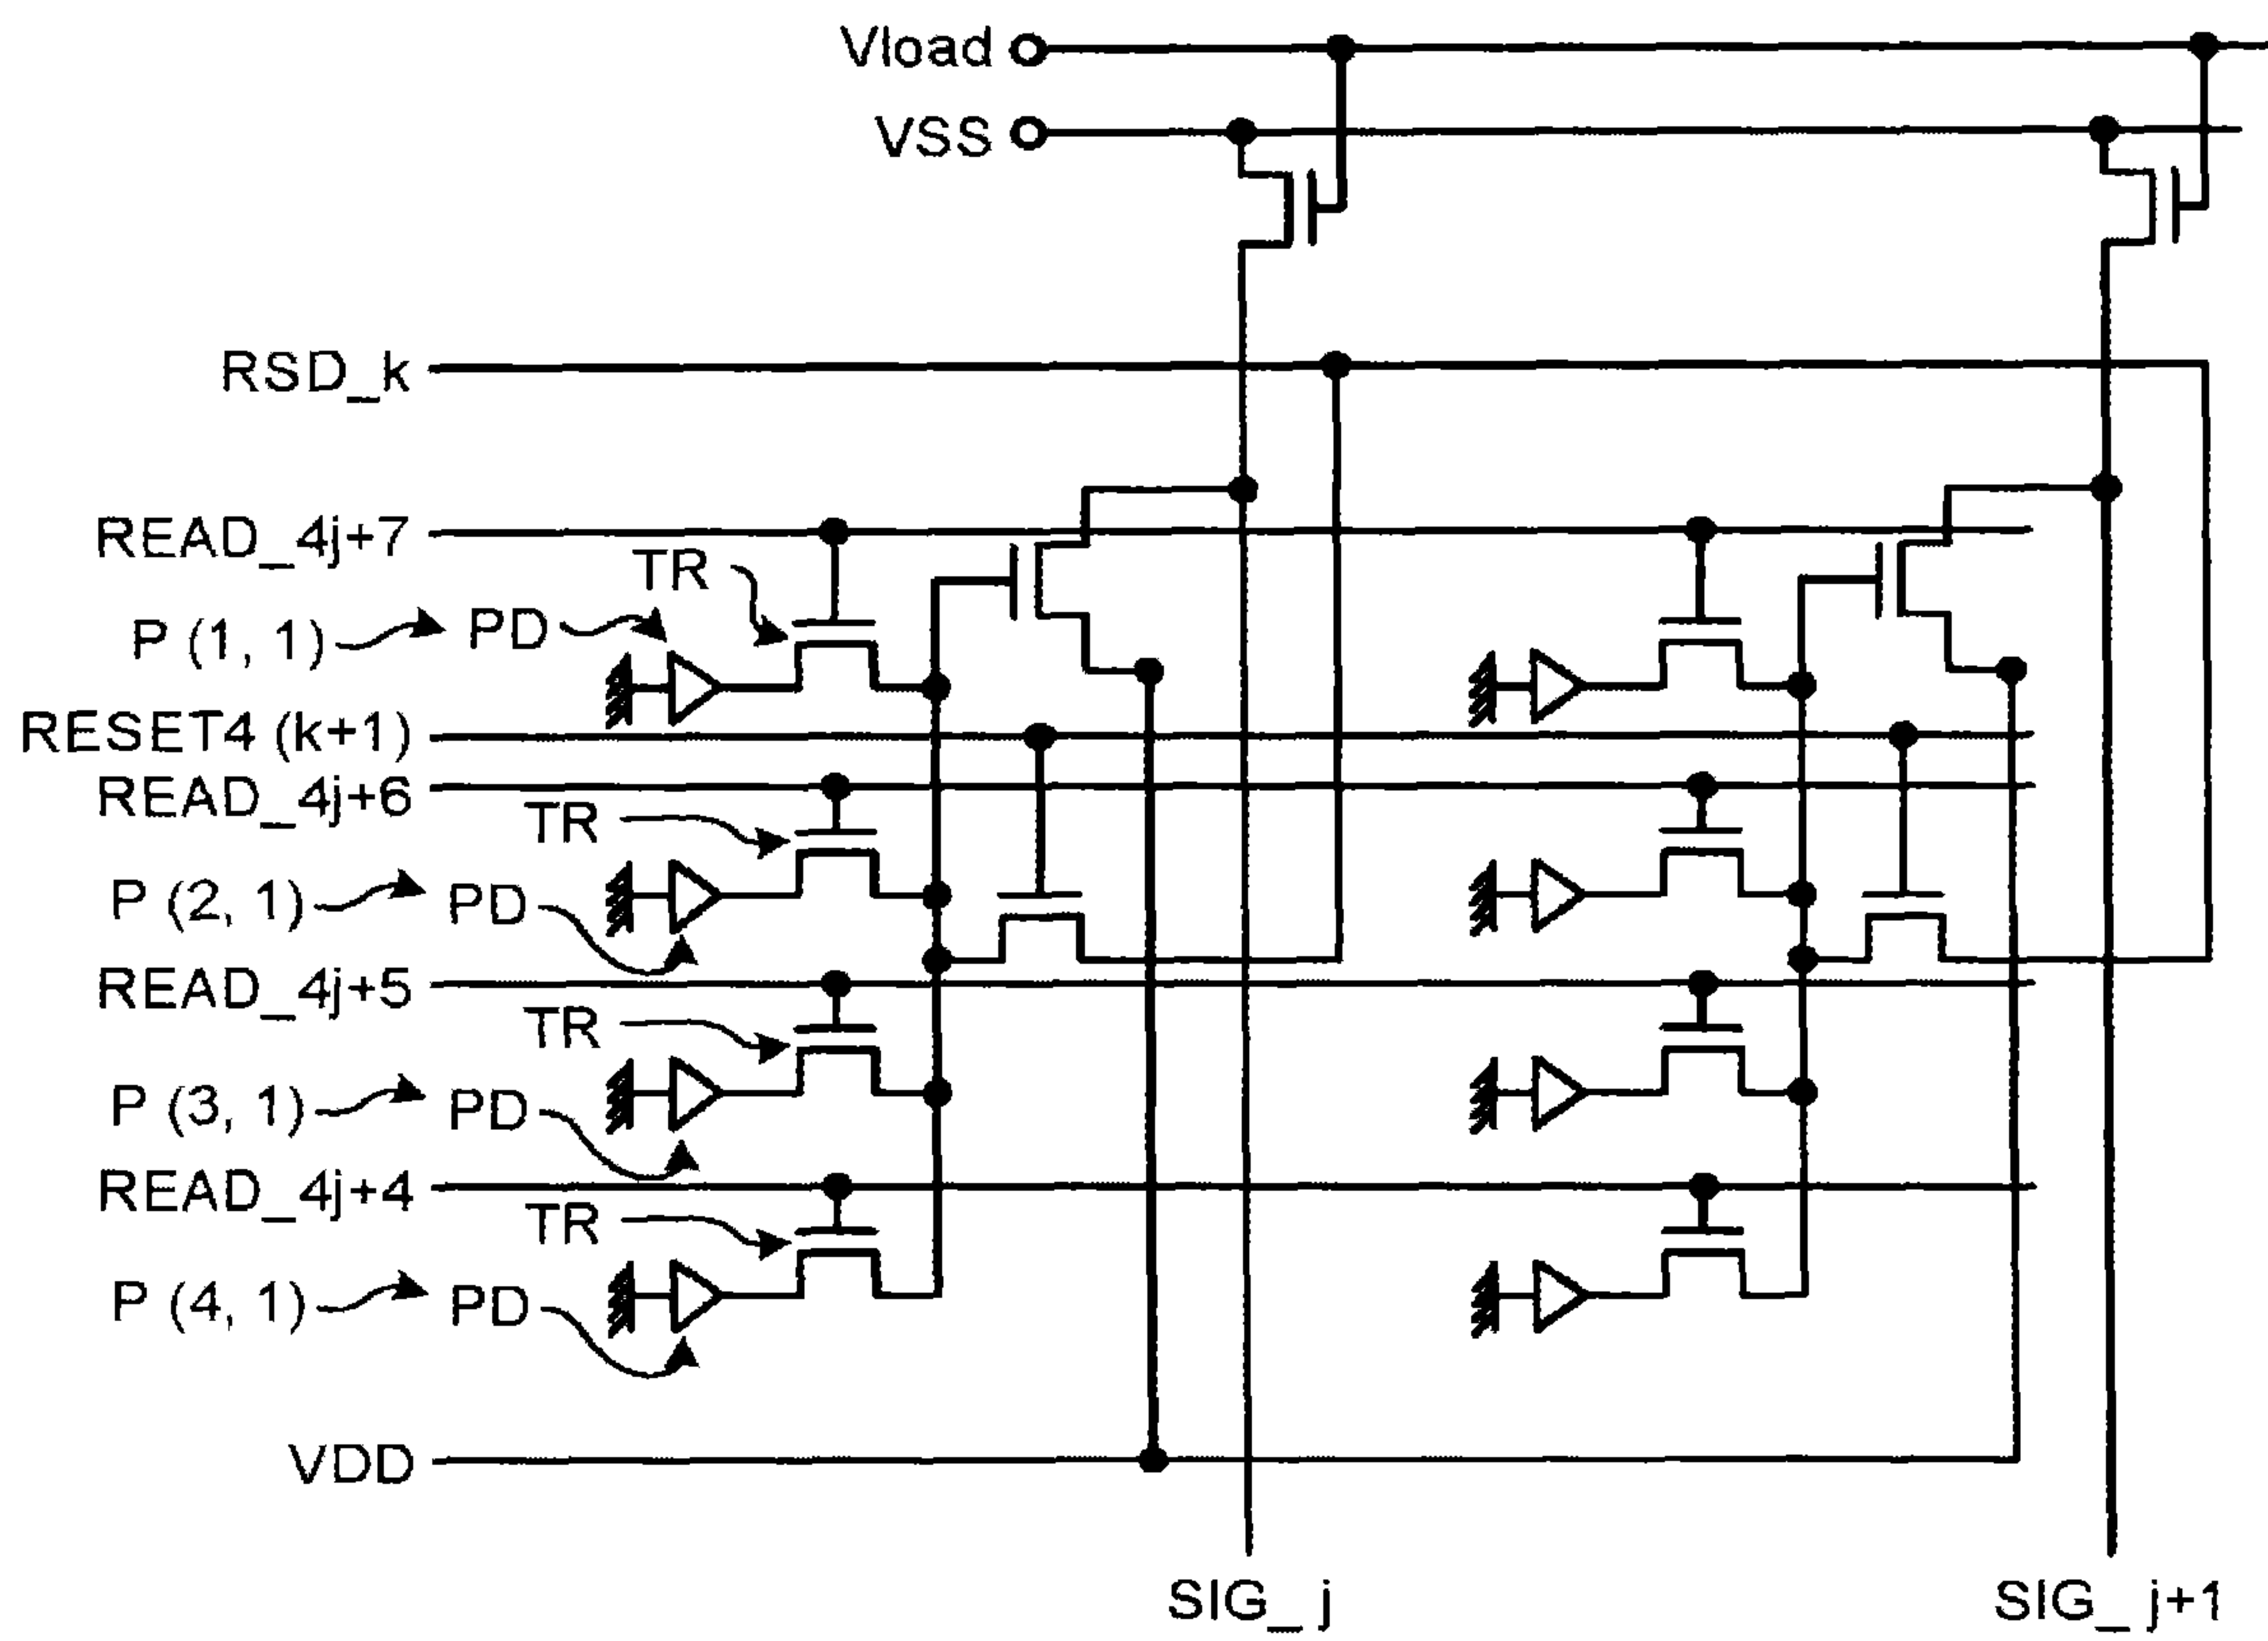 Vload
VSS
RSD_k
READ_4j+7
TR
P (1, 1)
PD
RESET4 (k+1)
READ_4j+6
TR
P (2, 1)
PD
READ_4j+5
TR
P (3, 1)
PD
READ_4j+4
TR
P (4, 1)
PD
VDD
SIG_ j
SIG_ j+1